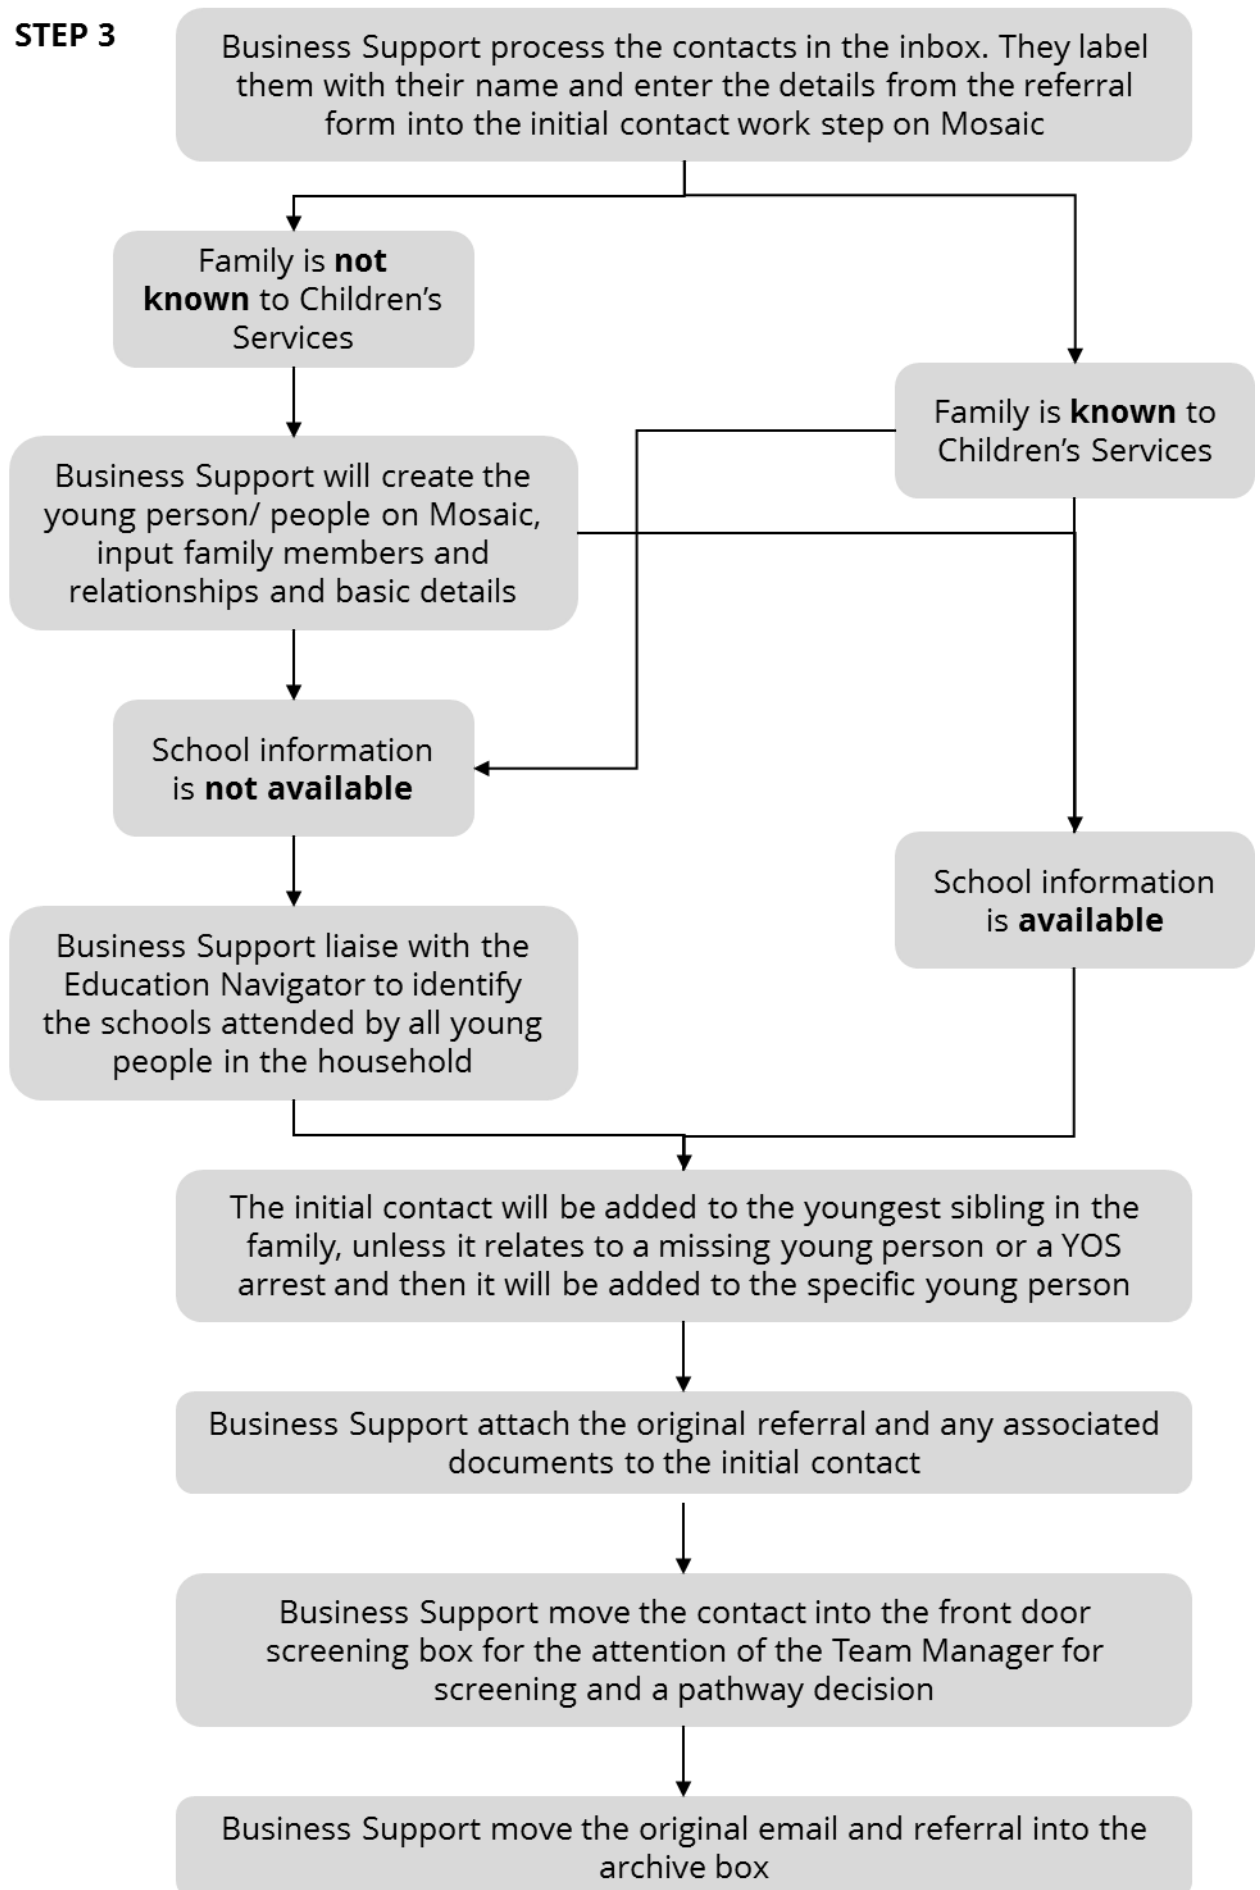 STEP 3
Business Support process the contacts in the inbox. They label
them with their name and enter the details from the referral
form into the initial contact work step on Mosaic
Family is not
known to Children’s
Services
Family is known to
Children’s Services
Business Support will create the
young person/ people on Mosaic,
input family members and
relationships and basic details
School information
is not available
School information
is available
Business Support liaise with the
Education Navigator to identify
the schools attended by all young
people in the household
The initial contact will be added to the youngest sibling in the
family, unless it relates to a missing young person or a YOS
arrest and then it will be added to the specific young person
Business Support attach the original referral and any associated
documents to the initial contact
Business Support move the contact into the front door
screening box for the attention of the Team Manager for
screening and a pathway decision
Business Support move the original email and referral into the
archive box